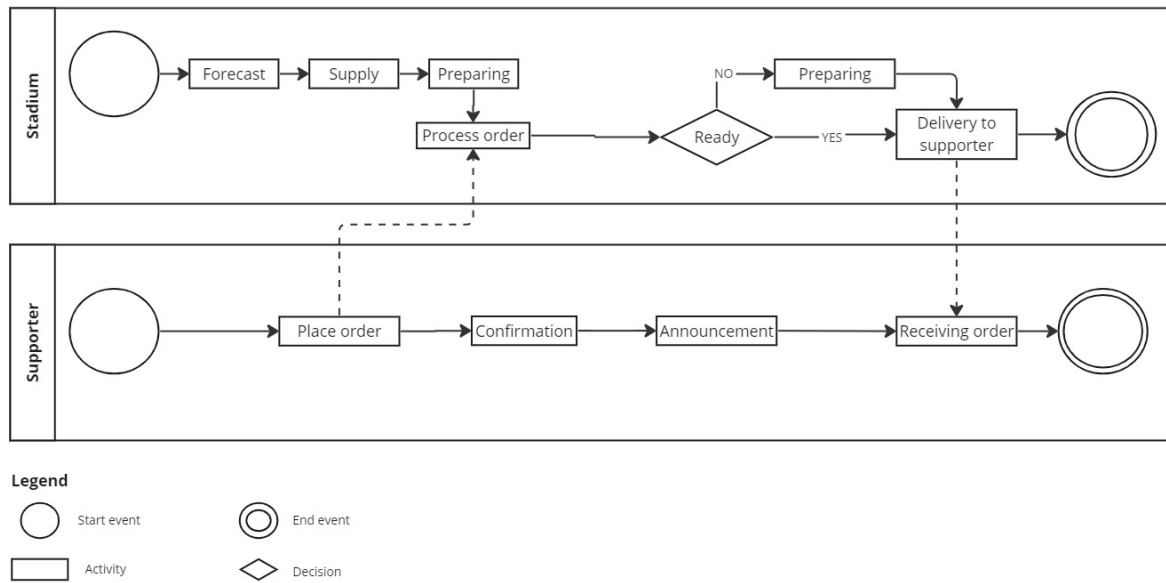 Stadium
Forecast
Supply
Preparing
Process order
Ready
NO
Preparing
YES
Delivery to
supporter
Supporter
Place order
Confirmation
Announcement
Receiving order
Legend
Start event
End event
Activity
Decision